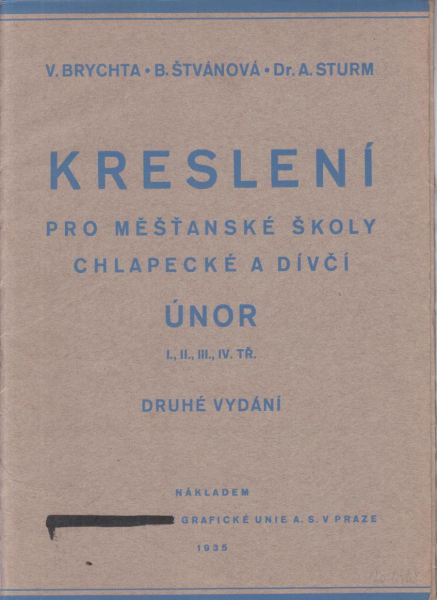 V. BRYCHTA • B. ŠTVÁNOVÁ • Dr. A. STURM
KRESLENÍ
PRO MĚŠŤANSKÉ ŠKOLY
CHLAPECKÉ A DÍVČÍ
ÚNOR
I., II., III., IV. TŘ.
DRUHÉ VYDÁNÍ
NÁKLADEM
GRAFICKÉ UNIE A. S. V PRAZE
1935